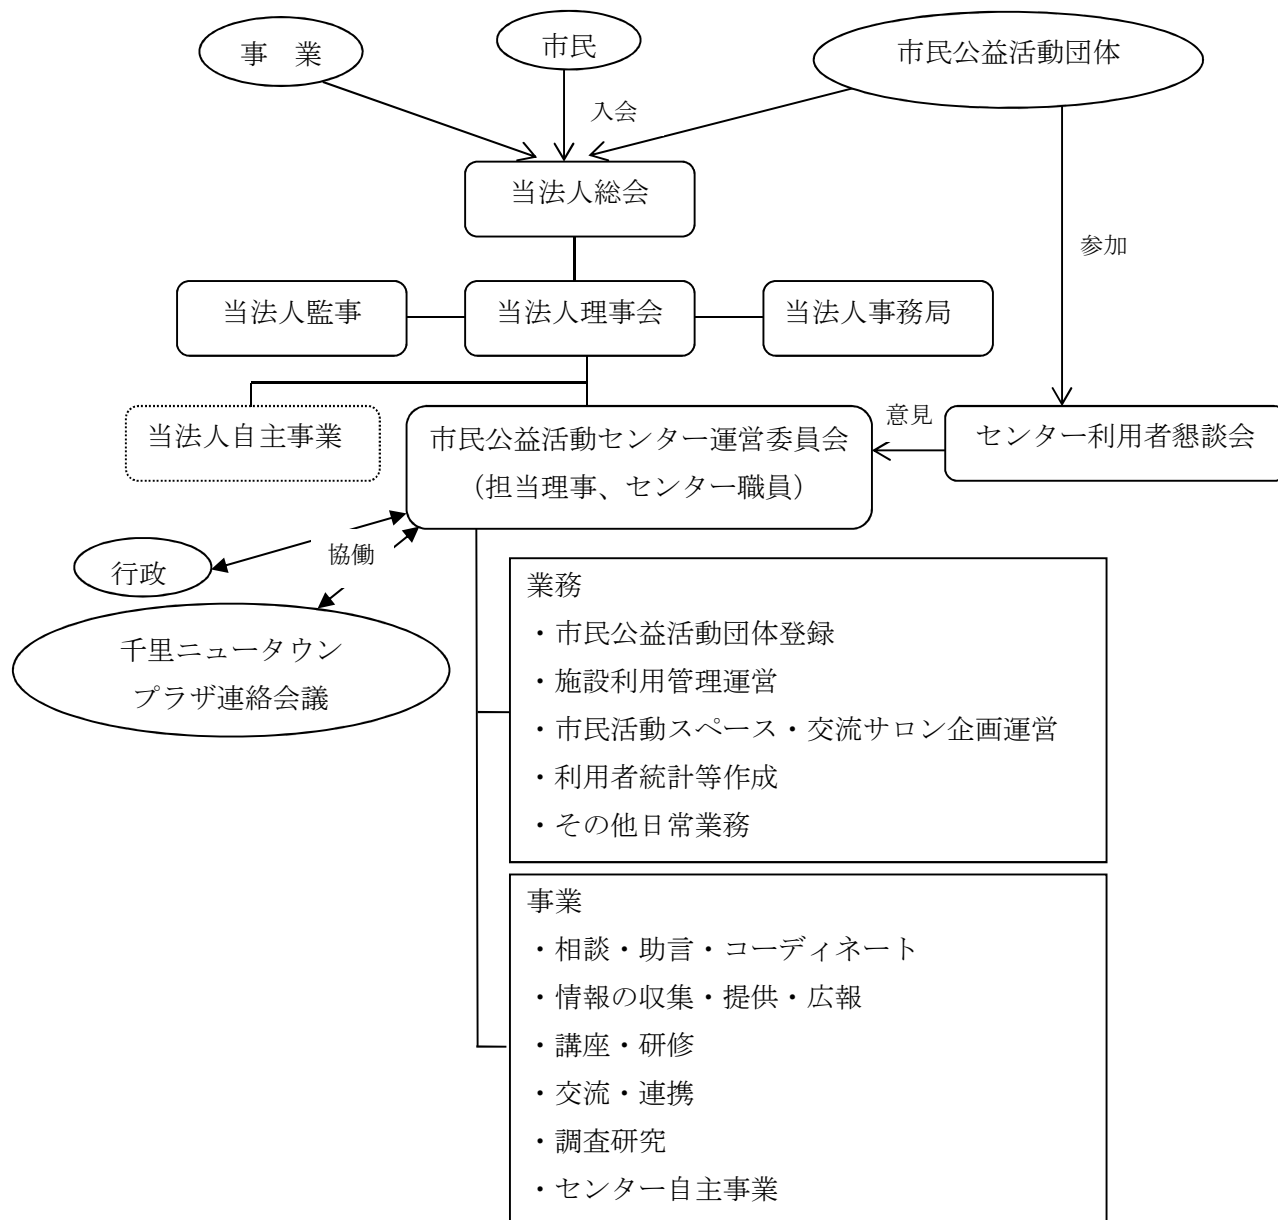 事　業
市民
市民公益活動団体
入会
当法人総会
参加
当法人監事
当法人理事会
当法人事務局
当法人自主事業
市民公益活動センター運営委員会
（担当理事、センター職員）
意見
センター利用者懇談会
協働
行政
千里ニュータウン
プラザ連絡会議
業務
・市民公益活動団体登録
・施設利用管理運営
・市民活動スペース・交流サロン企画運営
・利用者統計等作成
・その他日常業務
事業
・相談・助言・コーディネート
・情報の収集・提供・広報
・講座・研修
・交流・連携
・調査研究
・センター自主事業